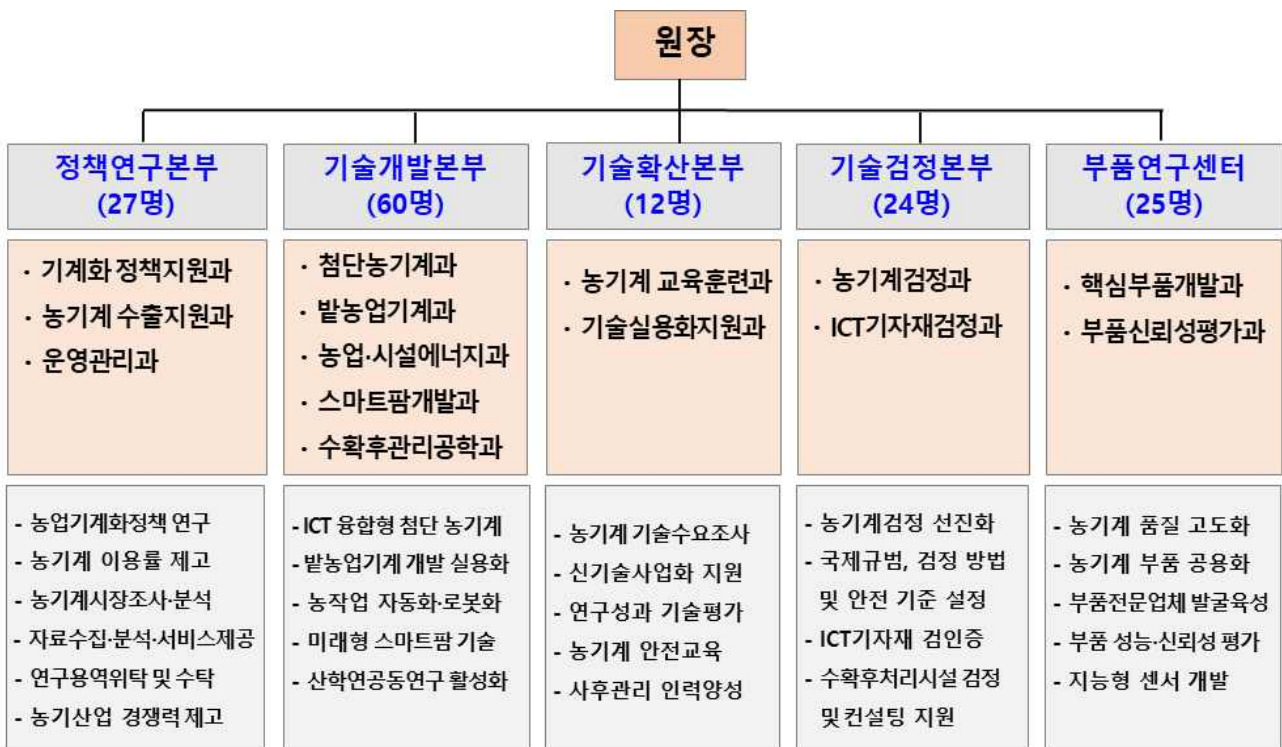 원장
정책연구본부
(27명)
· 기계화 정책지원과
· 농기계 수출지원과
· 운영관리과
- 농업기계화정책 연구
- 농기계 이용률 제고
- 농기계시장조사·분석
- 자료수집·분석·서비스제공
- 연구용역위탁 및 수탁
- 농기산업 경쟁력 제고
기술개발본부
(60명)
· 첨단농기계과
· 밭농업기계과
· 농업·시설에너지과
· 스마트팜개발과
· 수확후관리공학과
- ICT 융합형 첨단 농기계
- 밭농업기계 개발 실용화
- 농작업 자동화·로봇화
- 미래형 스마트팜 기술
- 산학연공동연구 활성화
기술확산본부
(12명)
· 농기계 교육훈련과
· 기술실용화지원과
- 농기계 기술수요조사
- 신기술사업화 지원
- 연구성과 기술평가
- 농기계 안전교육
- 사후관리 인력양성
기술검정본부
(24명)
· 농기계검정과
· ICT기자재검정과
- 농기계검정 선진화
- 국제규범, 검정 방법
및 안전 기준 설정
- ICT기자재 검인증
- 수확후처리시설 검정
및컨설팅 지원
부품연구센터
(25명)
· 핵심부품개발과
· 부품신뢰성평가과
- 농기계 품질 고도화
- 농기계 부품 공용화
- 부품전문업체 발굴육성
- 부품 성능·신뢰성 평가
- 지능형 센서 개발